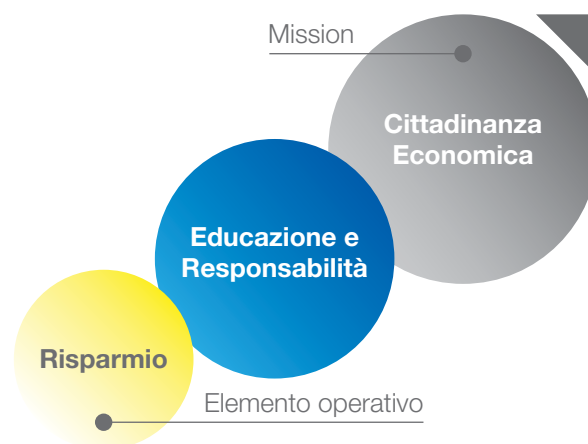 Mission
Cittadinanza
Economica
Educazione e
Responsabilità
Risparmio
Elemento operativo